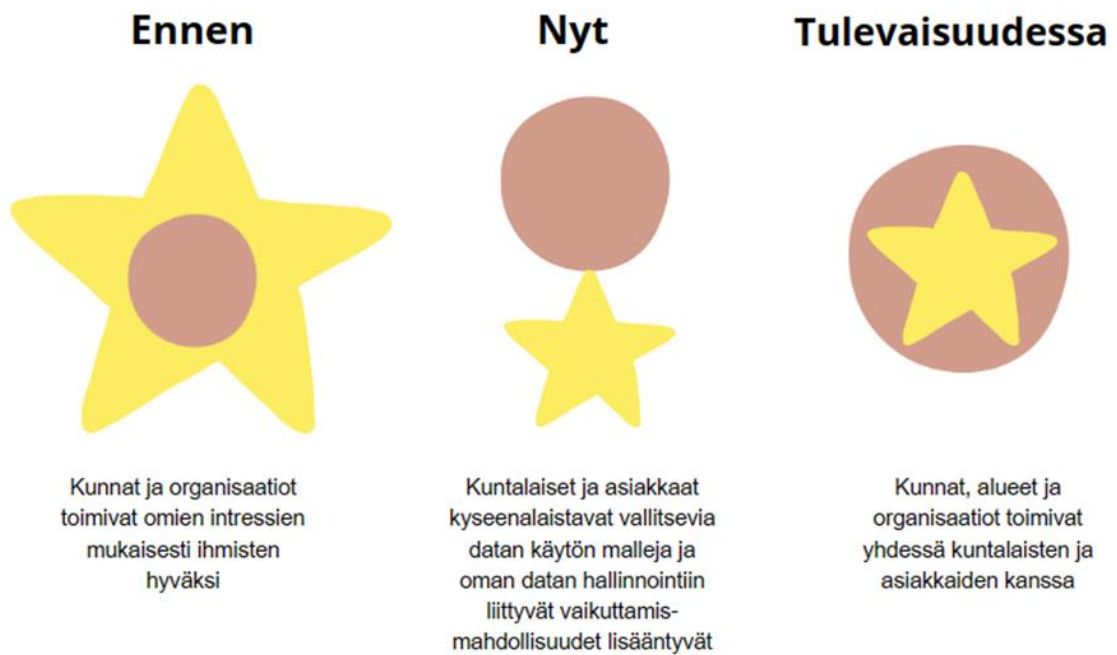 Ennen
Kunnat ja organisaatiot
toimivat omien intressien
mukaisesti ihmisten
hyväksi
Nyt
Kuntalaiset ja asiakkaat
kyseenalaistavat vallitsevia
datan käytön malleja ja
oman datan hallinnointiin
liittyvät vaikuttamis-
mahdollisuudet lisääntyvät
Tulevaisuudessa
Kunnat, alueet ja
organisaatiot toimivat
yhdessä kuntalaisten ja
asiakkaiden kanssa